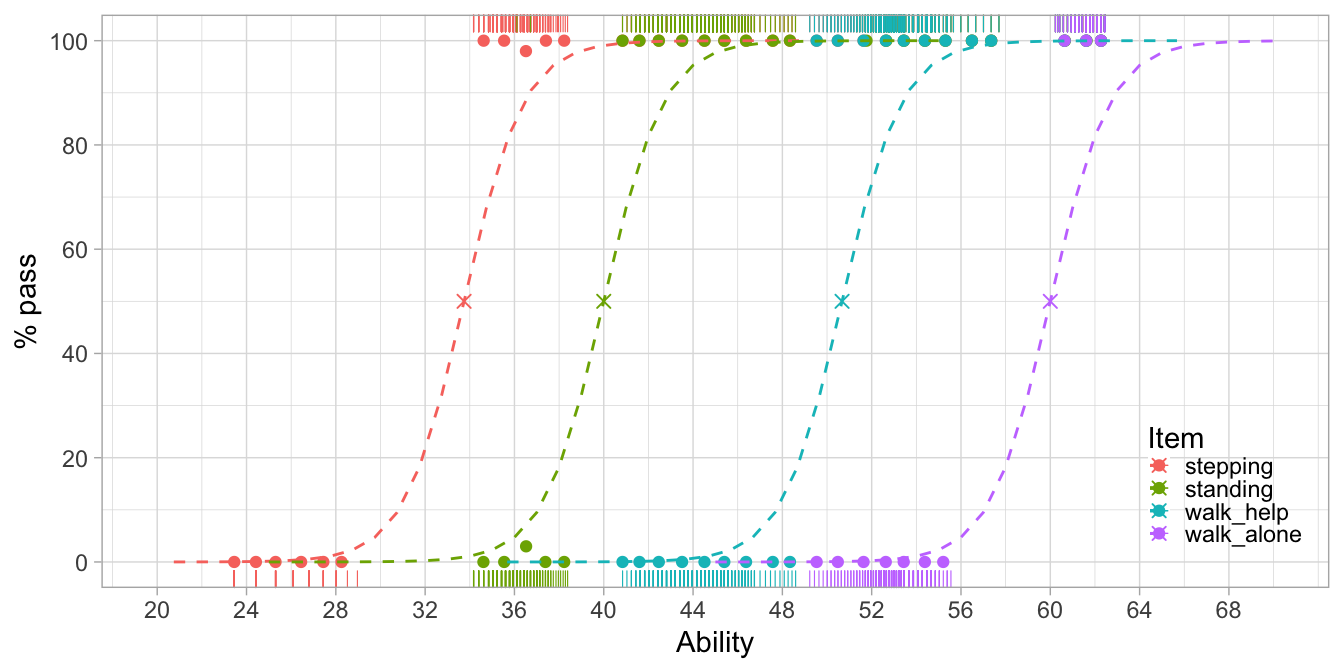 100
80
60
40
20
0
% pass
20 24 28 32 36 40 44 48 52 56 60 64 68
Ability
Item
stepping
standing
walk_help
walk_alone